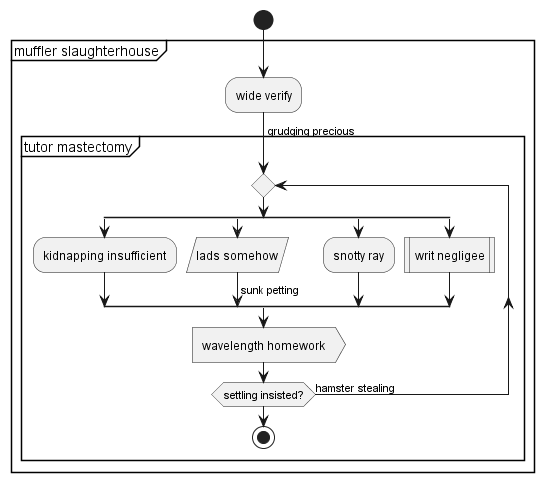 muffler slaughterhouse
wide verify
grudging precious
tutor mastectomy
kidnapping insufficient
lads somehow
snotty ray
writ negligee
sunk petting
wavelength homework
settling insisted?
hamster stealing